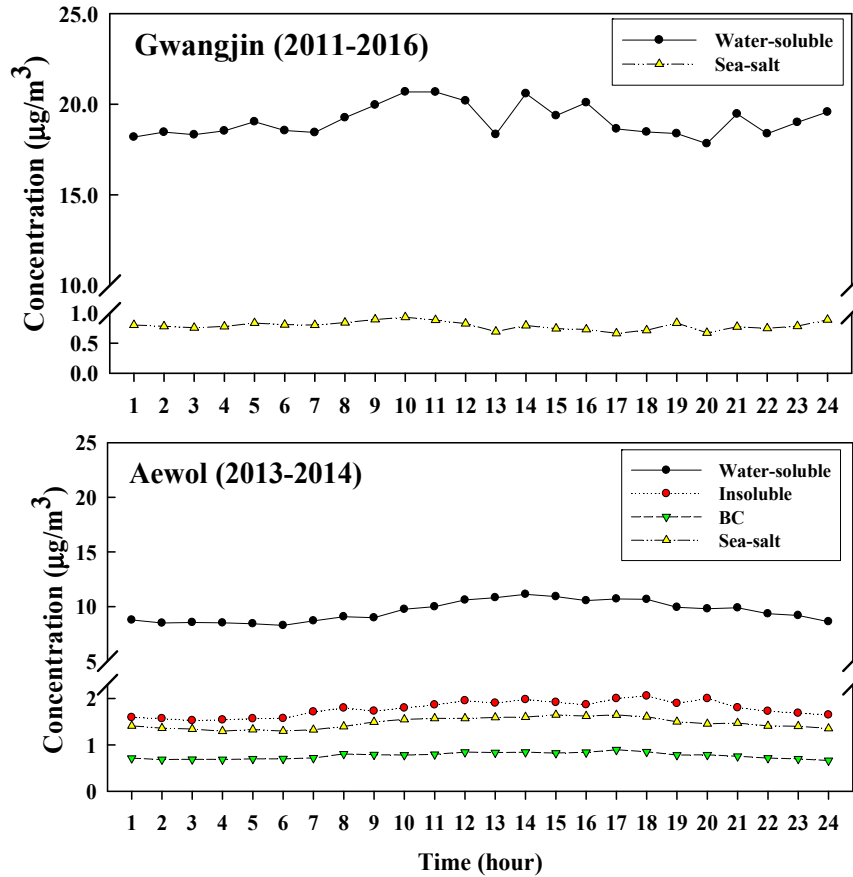 Gwangjin (2011-2016)
Water-soluble
Sea-salt
Concentration (µg/m³)
25.0
20.0
15.0
10.0
1.0
0.5
0.0
1 2 3 4 5 6 7 8 9 10 11 12 13 14 15 16 17 18 19 20 21 22 23 24
Aewol (2013-2014)
Water-soluble
Insoluble
BC
Sea-salt
Concentration (µg/m³)
25
20
15
10
5
2
1
0
1 2 3 4 5 6 7 8 9 10 11 12 13 14 15 16 17 18 19 20 21 22 23 24
Time (hour)